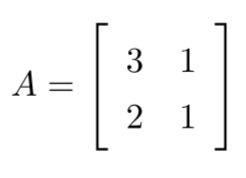 A = [ 3 1
2 1 ]